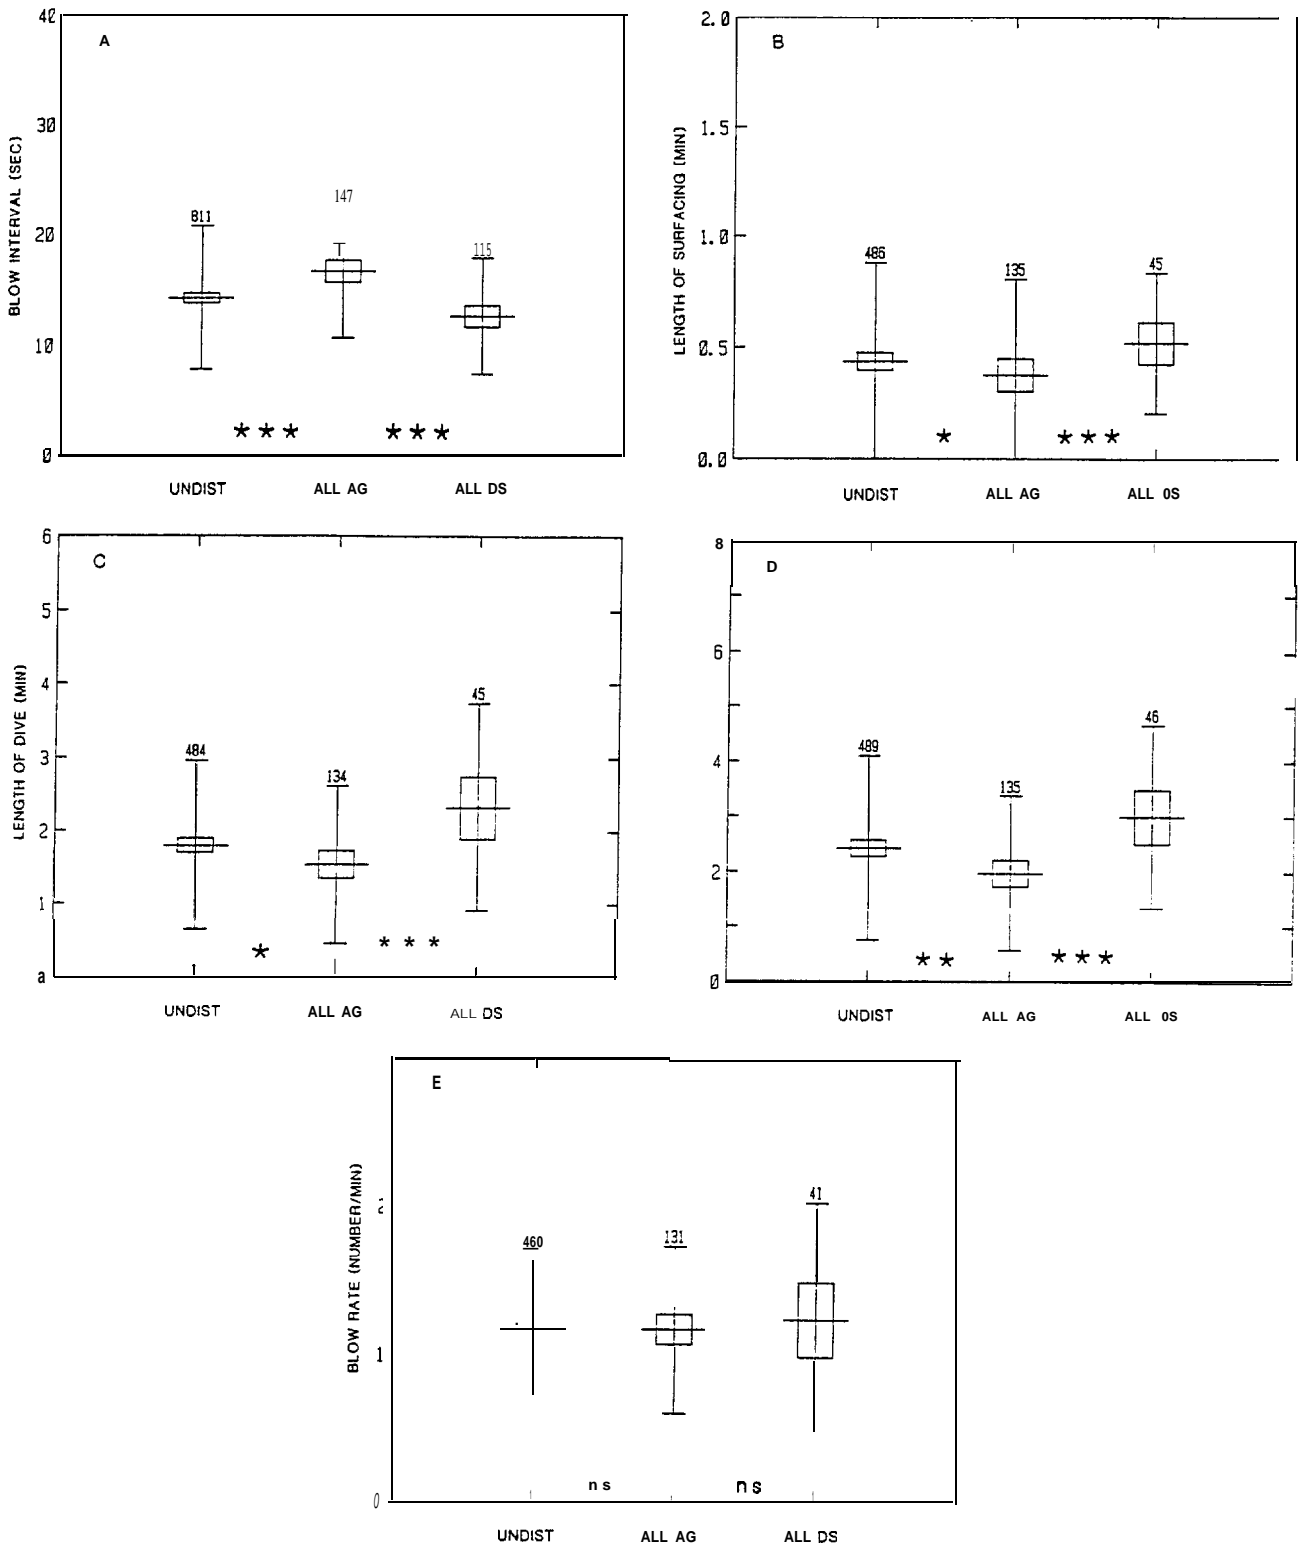 A
40
30
20
10
0
BLOW INTERVAL (SEC)
811
147
115
*** ***
UNDIST ALL AG ALL DS
B
2.0
1.5
1.0
0.5
0.0
LENGTH OF SURFACING (MIN)
486
135
45
* ***
UNDIST ALL AG ALL 0S
C
6
5
4
3
2
1
a
LENGTH OF DIVE (MIN)
484
134
45
* ***
UNDIST ALL AG ALL DS
D
8
6
4
2
0
489
135
46
** ***
UNDIST ALL AG ALL 0S
E
1
0
BLOW RATE (NUMBER/MIN)
460
131
41
ns ns
UNDIST ALL AG ALL DS